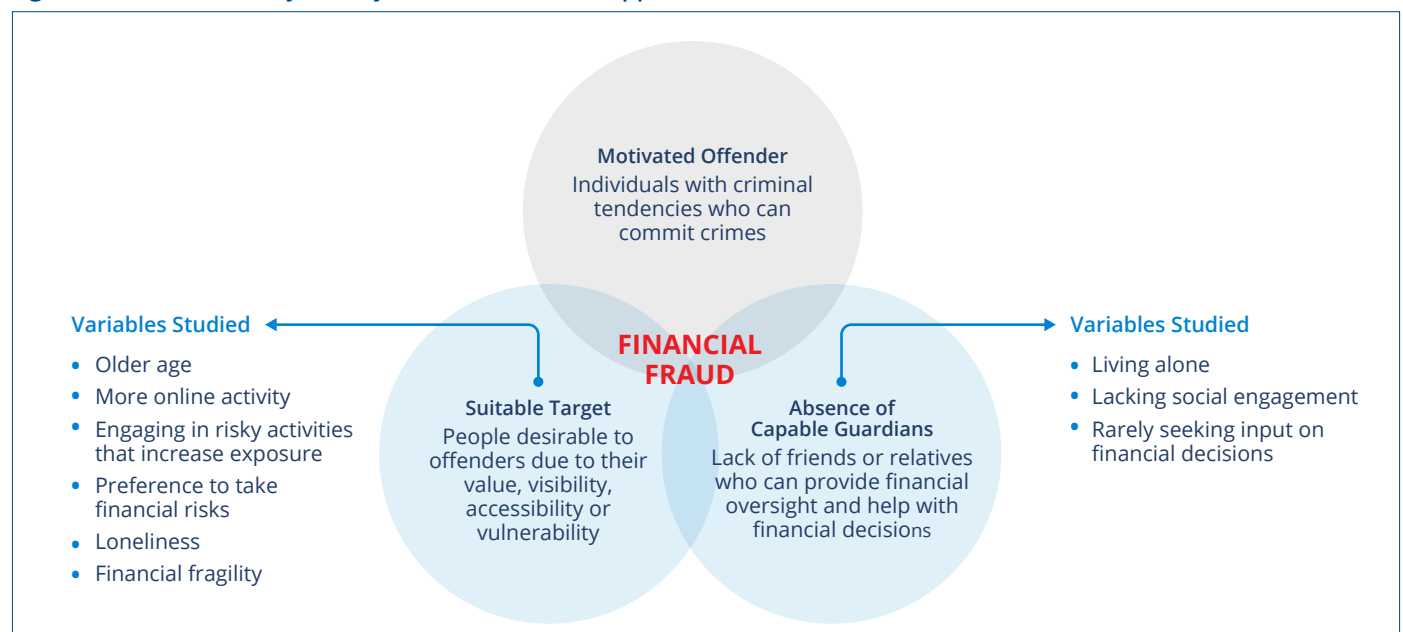 Motivated Offender
Individuals with criminal
tendencies who can
commit crimes
FINANCIAL
FRAUD
Variables Studied
• Older age
• More online activity
• Engaging in risky activities
that increase exposure
• Preference to take
financial risks
• Loneliness
• Financial fragility
Suitable Target
People desirable to
offenders due to their
value, visibility,
accessibility or
vulnerability
Absence of
Capable Guardians
Lack of friends or relatives
who can provide financial
oversight and help with
financial decisions
Variables Studied
• Living alone
• Lacking social engagement
• Rarely seeking input on
financial decisions